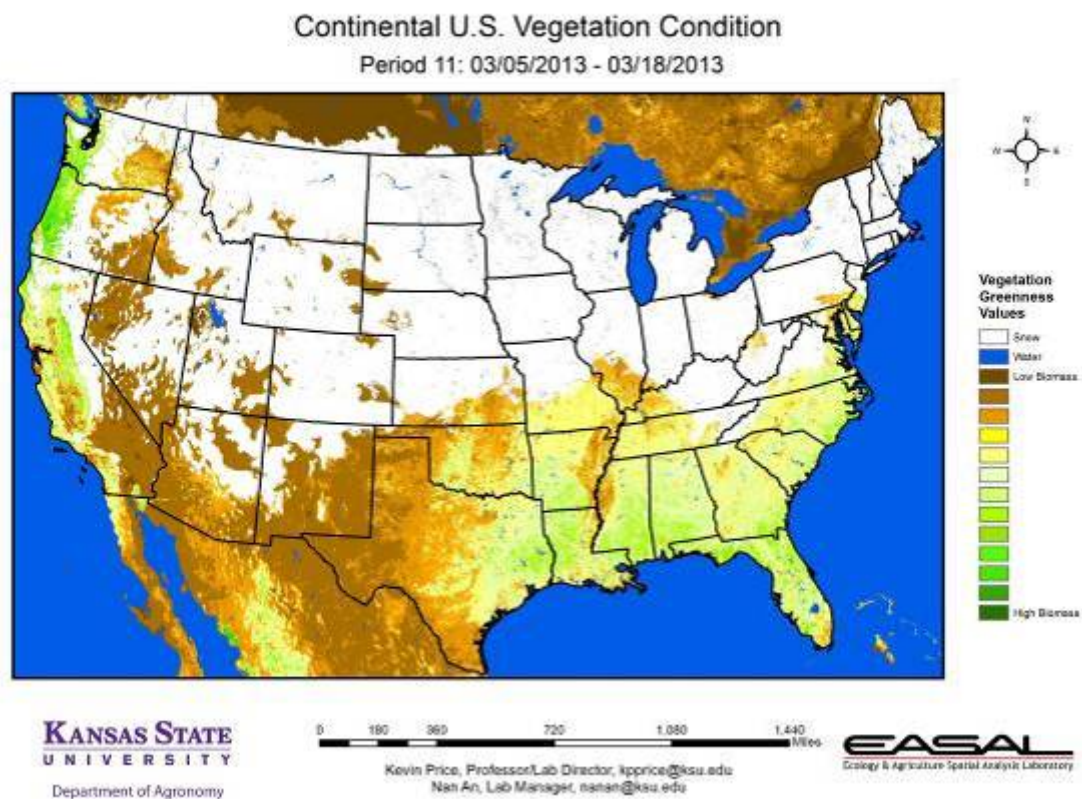 Continental U.S. Vegetation Condition
Period 11: 03/05/2013 - 03/18/2013
N
W E
S
Vegetation
Greenness
Values
Snow
Water
Low Biomass
High Biomass
KANSAS STATE
UNIVERSITY
Department of Agronomy
0 180 360 720 1,080 1,440
Miles
Kevin Price, Professor/Lab Director, kpprice@ksu.edu
Nan An, Lab Manager, nanan@ksu.edu
EASAL
Ecology & Agriculture Spatial Analysis Laboratory